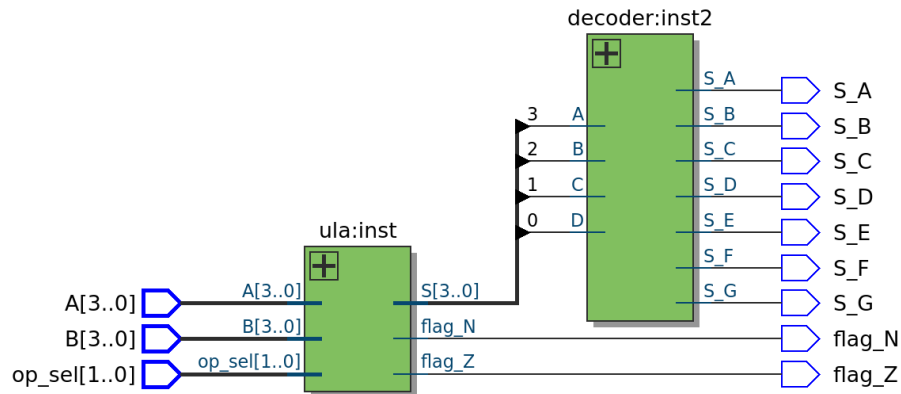 decoder:inst2
S_A
S_A
3
A
S_B
S_B
2
B
S_C
S_C
1
C
S_D
S_D
0
D
S_E
S_E
ula:inst
S_F
S_F
A[3..0]
A[3..0]
S[3..0]
S_G
S_G
B[3..0]
B[3..0]
flag_N
flag_N
op_sel[1..0]
op_sel[1..0]
flag_Z
flag_Z